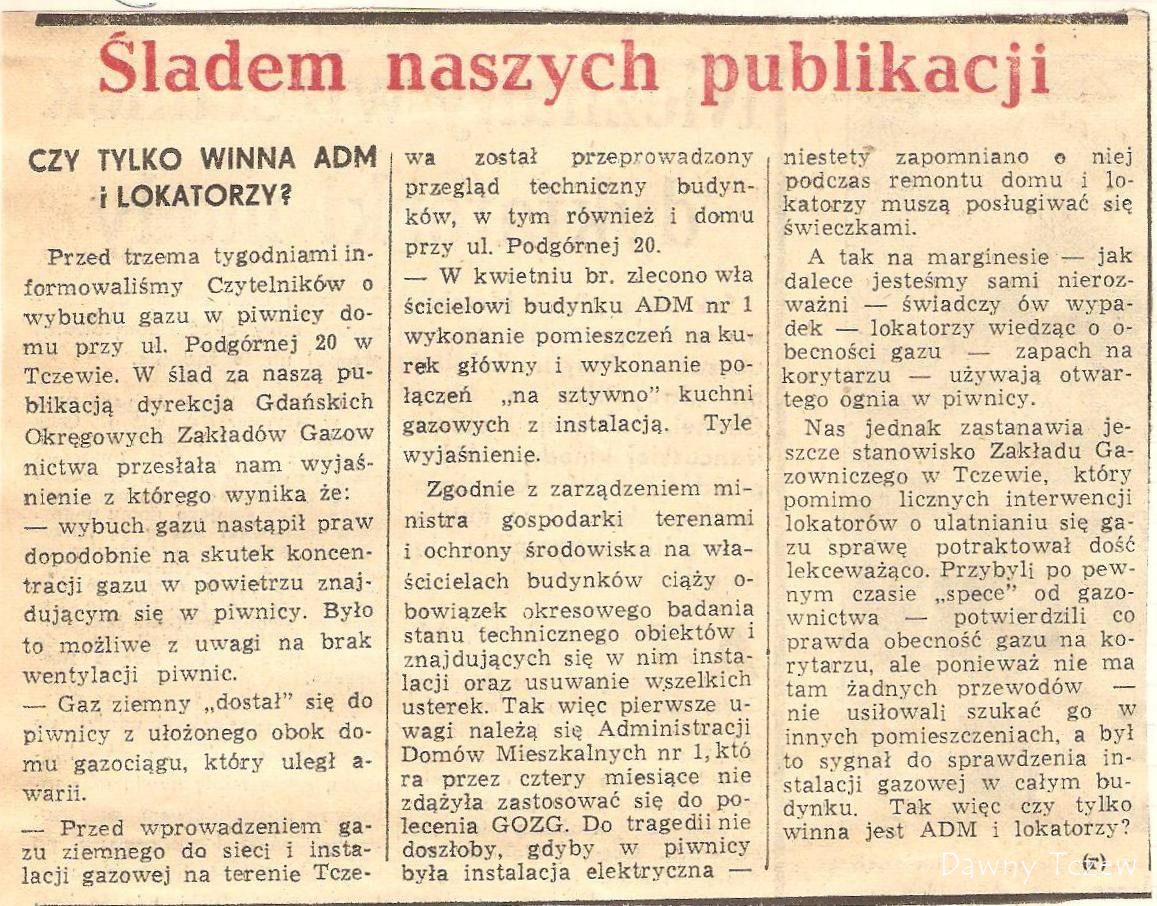 Śladem naszych publikacji
CZY TYLKO WINNA ADM
i LOKATORZY?
Przed trzema tygodniami in-
formowaliśmy Czytelników o
wybuchu gazu w piwnicy do-
mu przy ul. Podgórnej 20 w
Tczewie. W ślad za naszą pu-
blikacją dyrekcja Gdańskich
Okręgowych Zakładów Gazow
nictwa przesłała nam wyjaś-
nienie z którego wynika że:
— wybuch gazu nastąpił praw
dopodobnie na skutek koncen-
tracji gazu w powietrzu znaj-
dującym się w piwnicy. Było
to możliwe z uwagi na brak
wentylacji piwnic.
— Gaz ziemny „dostał” się do
piwnicy z ułożonego obok do-
mu gazociągu, który uległ a-
warii.
— Przed wprowadzeniem ga-
zu ziemnego do sieci i insta-
lacji gazowej na terenie Tcze-
wa został przeprowadzony
przegląd techniczny budyn-
ków, w tym również i domu
przy ul. Podgórnej 20.
— W kwietniu br. zlecono wła
ścicielowi budynku ADM nr 1
wykonanie pomieszczeń na ku-
rek główny i wykonanie po-
łączeń „na sztywno” kuchni
gazowych z instalacją. Tyle
wyjaśnienie.
Zgodnie z zarządzeniem mi-
nistra gospodarki terenami
i ochrony środowiska na wła-
ścicielach budynków ciąży o-
bowiązek okresowego badania
stanu technicznego obiektów i
znajdujących się w nim insta-
lacji oraz usuwanie wszelkich
usterek. Tak więc pierwsze u-
wagi należą się Administracji
Domów Mieszkalnych nr 1, któ
ra przez cztery miesiące nie
zdążyła zastosować się do po-
lecenia GOZG. Do tragedii nie
doszłoby, gdyby w piwnicy
była instalacja elektryczna —
niestety zapomniano o niej
podczas remontu domu i lo-
katorzy muszą posługiwać się
świeczkami.
A tak na marginesie — jak
dalece jesteśmy sami nieroz-
ważni — świadczy ów wypa-
dek — lokatorzy wiedząc o o-
becności gazu — zapach na
korytarzu — używają otwar-
tego ognia w piwnicy.
Nas jednak zastanawia je-
szcze stanowisko Zakładu Ga-
zowniczego w Tczewie, który
pomimo licznych interwencji
lokatorów o ulatnianiu się ga-
zu sprawę potraktował dość
lekceważąco. Przybyli po pew-
nym czasie „spece” od gazo-
wnictwa — potwierdzili co
prawda obecność gazu na ko-
rytarzu, ale ponieważ nie ma
tam żadnych przewodów —
nie usiłowali szukać go w
innych pomieszczeniach, a był
to sygnał do sprawdzenia in-
stalacji gazowej w całym bu-
dynku. Tak więc czy tylko
winna jest ADM i lokatorzy?
(z)
Dawny Tczew